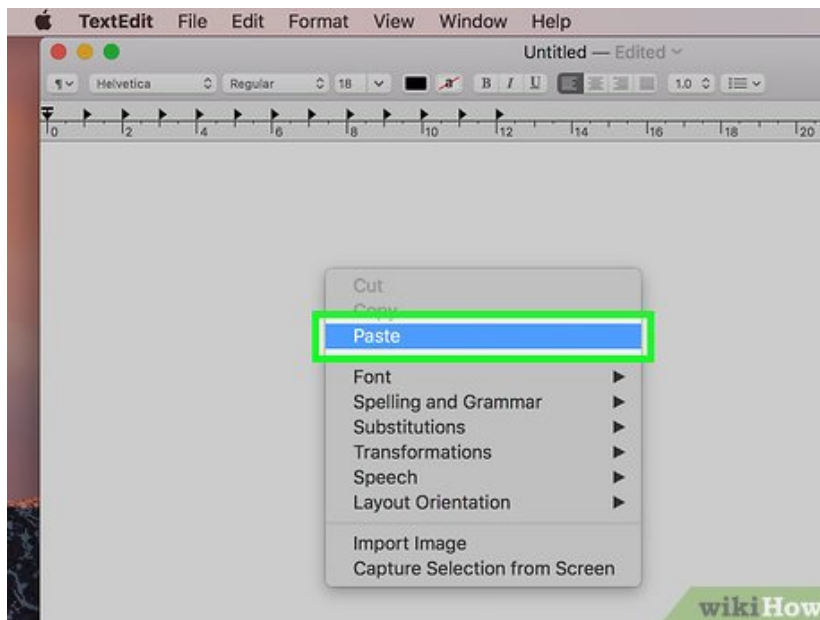 TextEdit File Edit Format View Window Help
Untitled — Edited
¶ Helvetica Regular 18 a B I U 1.0
0 2 4 6 8 10 12 14 16 18 20
Cut
Copy
Paste
Font
Spelling and Grammar
Substitutions
Transformations
Speech
Layout Orientation
Import Image
Capture Selection from Screen
wikiHow